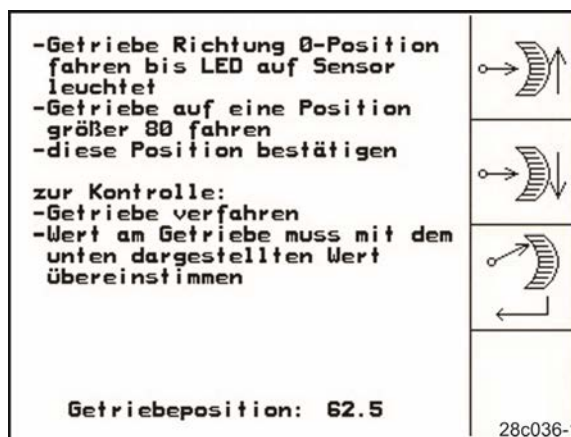 -Getriebe Richtung 0-Position
fahren bis LED auf Sensor
leuchtet
-Getriebe auf eine Position
größer 80 fahren
-diese Position bestätigen
zur Kontrolle:
-Getriebe verfahren
-Wert am Getriebe muss mit dem
unten dargestellten Wert
übereinstimmen
Getriebeposition: 62.5